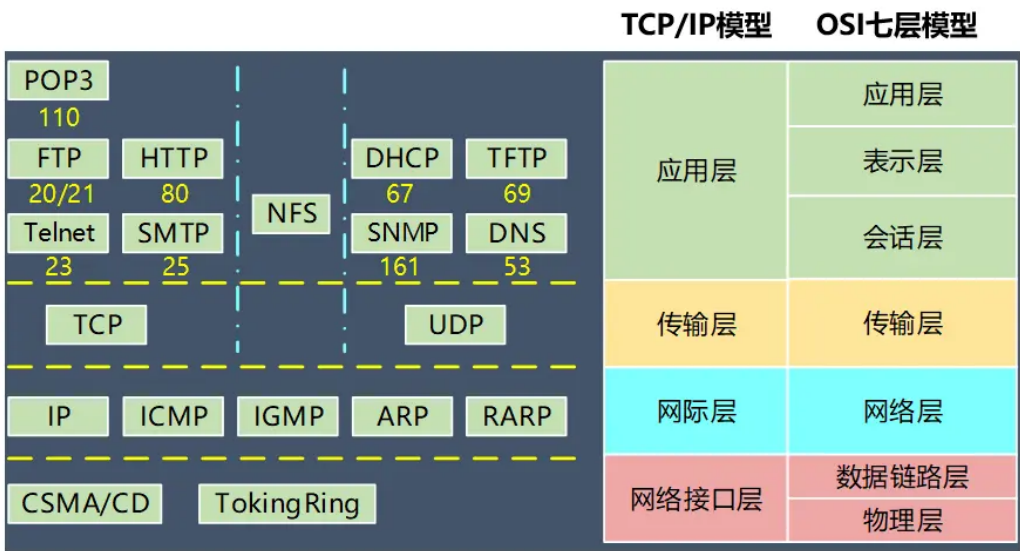 TCP/IP模型 OSI七层模型
POP3
110
FTP HTTP DHCP TFTP
20/21 80 67 69
NFS
Telnet SMTP SNMP DNS
23 25 161 53
TCP UDP
IP ICMP IGMP ARP RARP
CSMA/CD TokingRing
应用层
传输层
网际层
网络接口层
应用层
表示层
会话层
传输层
网络层
数据链路层
物理层